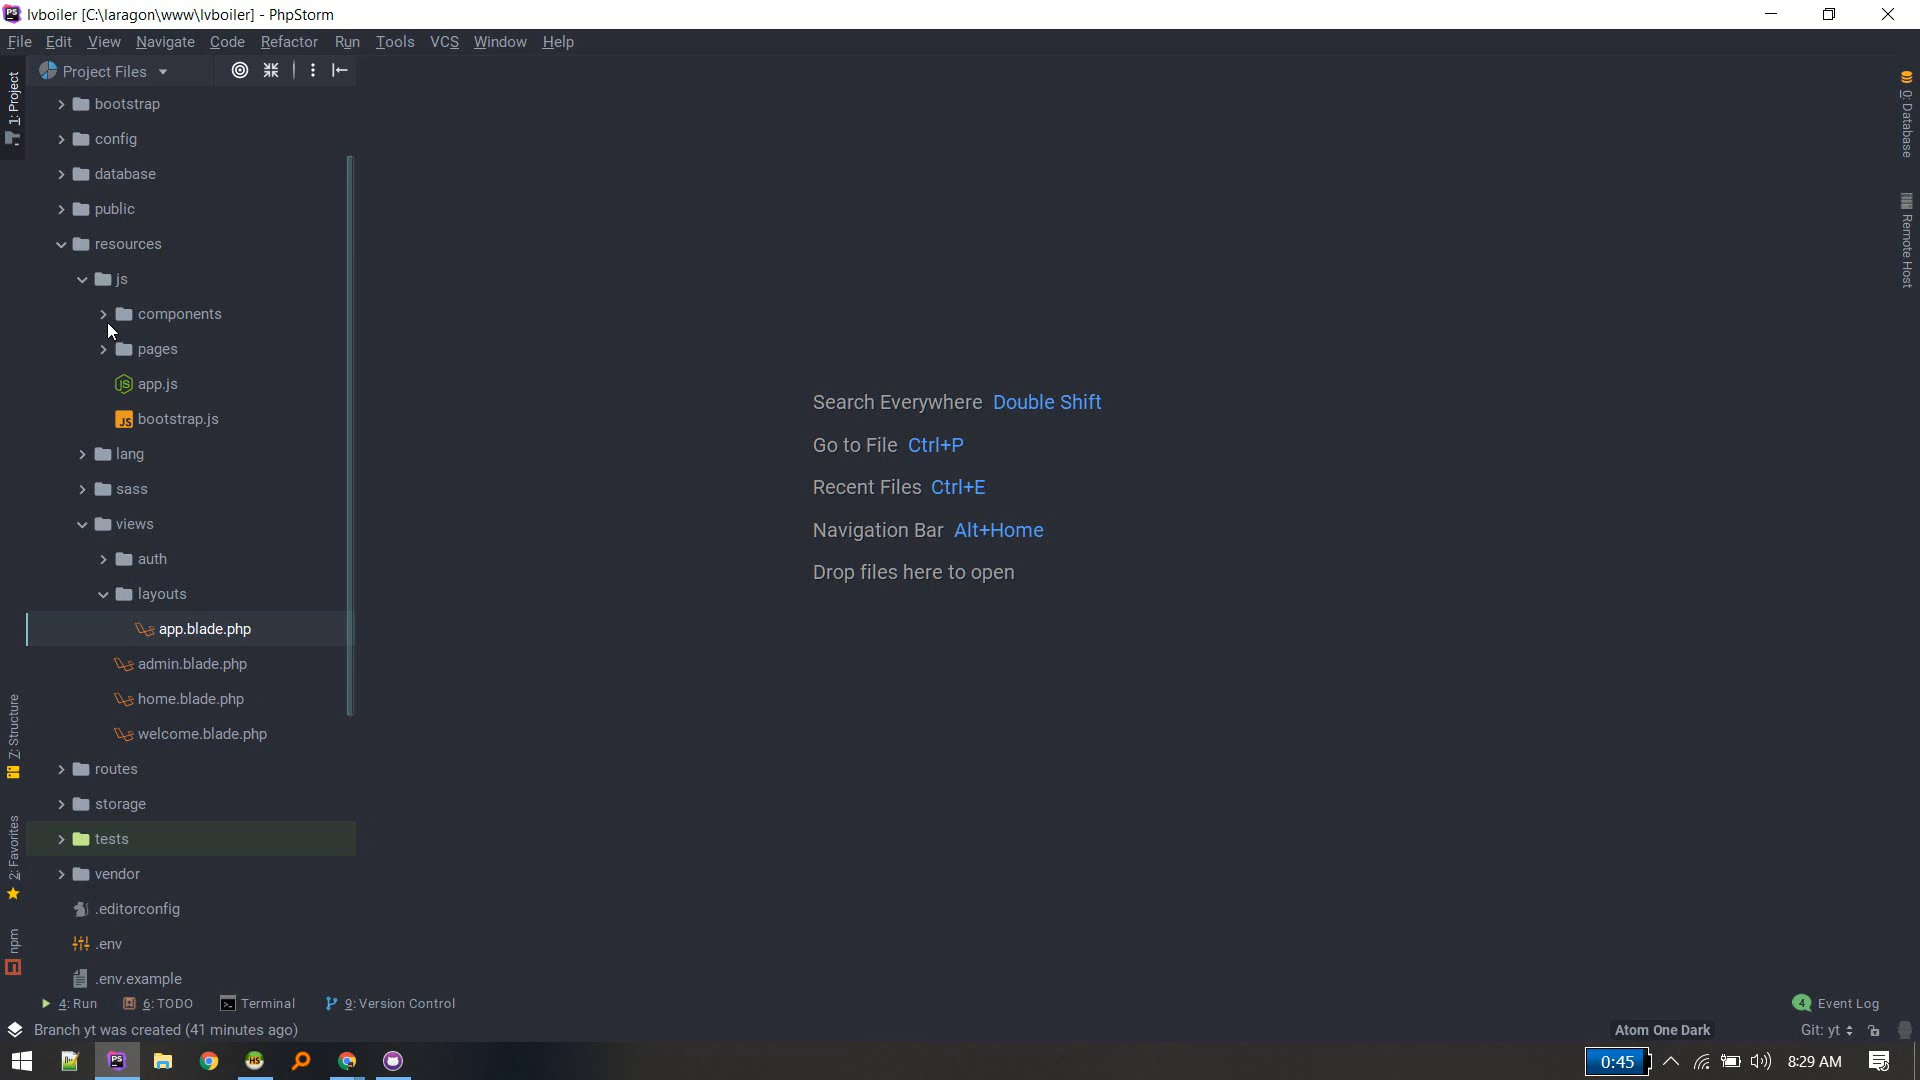 lvboiler [C:\laragon\www\lvboiler] - PhpStorm
File Edit View Navigate Code Refactor Run Tools VCS Window Help
Project Files
1: Project
bootstrap
config
database
public
resources
js
components
pages
app.js
bootstrap.js
lang
sass
views
auth
layouts
app.blade.php
admin.blade.php
home.blade.php
welcome.blade.php
routes
storage
tests
vendor
.editorconfig
.env
.env.example
Z: Structure
2: Favorites
npm
Search Everywhere Double Shift
Go to File Ctrl+P
Recent Files Ctrl+E
Navigation Bar Alt+Home
Drop files here to open
0: Database
Remote Host
4: Run 6: TODO Terminal 9: Version Control
4 Event Log
Branch yt was created (41 minutes ago)
Atom One Dark
Git: yt
0:45
8:29 AM